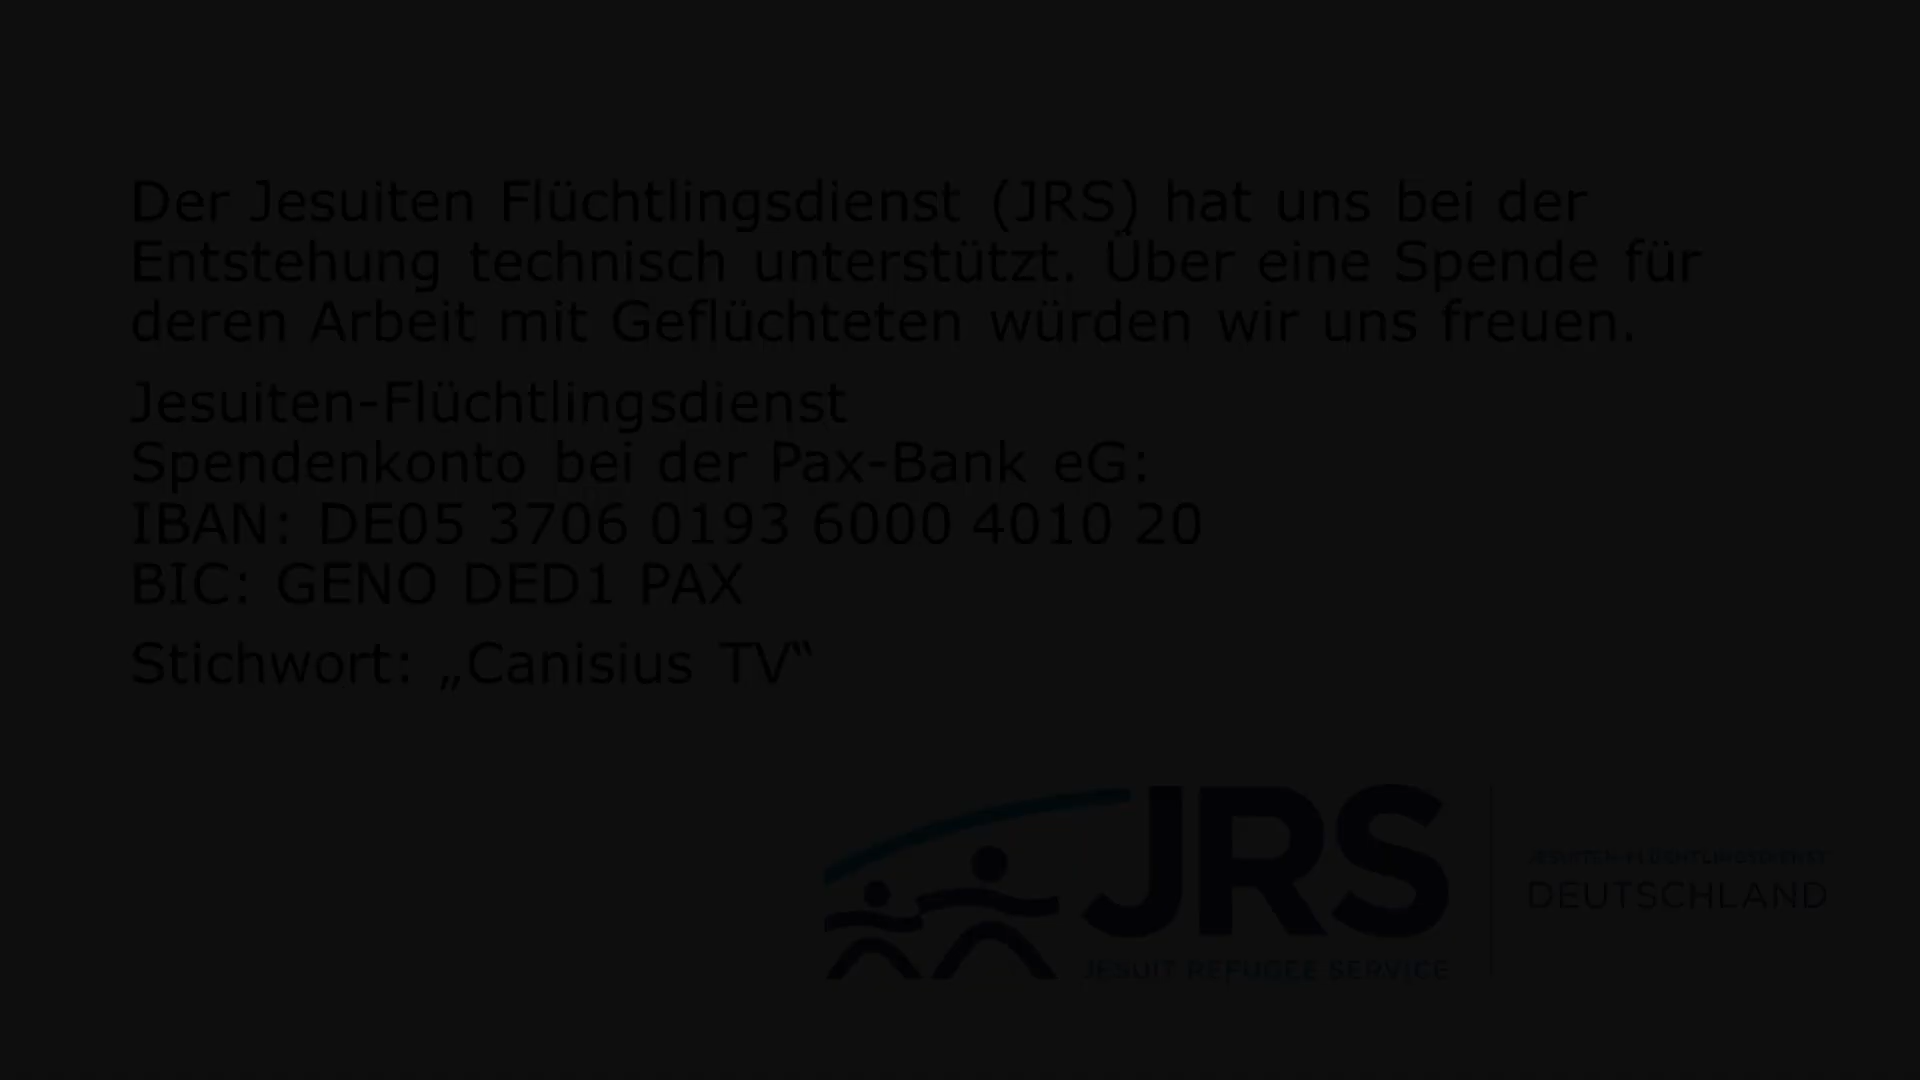 Der Jesuiten Flüchtlingsdienst (JRS) hat uns bei der
Entstehung technisch unterstützt. Über eine Spende für
deren Arbeit mit Geflüchteten würden wir uns freuen.
Jesuiten-Flüchtlingsdienst
Spendenkonto bei der Pax-Bank eG:
IBAN: DE05 3706 0193 6000 4010 20
BIC: GENO DED1 PAX
Stichwort: „Canisius TV“
JRS
JESUIT REFUGEE SERVICE
JESUITEN-FLÜCHTLINGSDIENST
DEUTSCHLAND